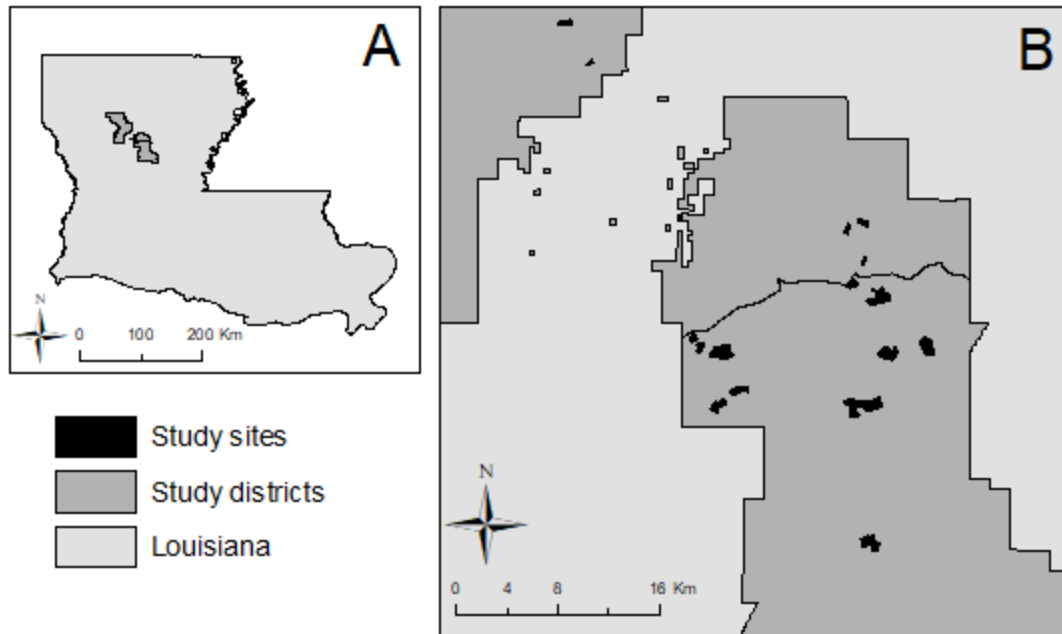 A
N
0 100 200 Km
Study sites
Study districts
Louisiana
B
N
0 4 8 16 Km